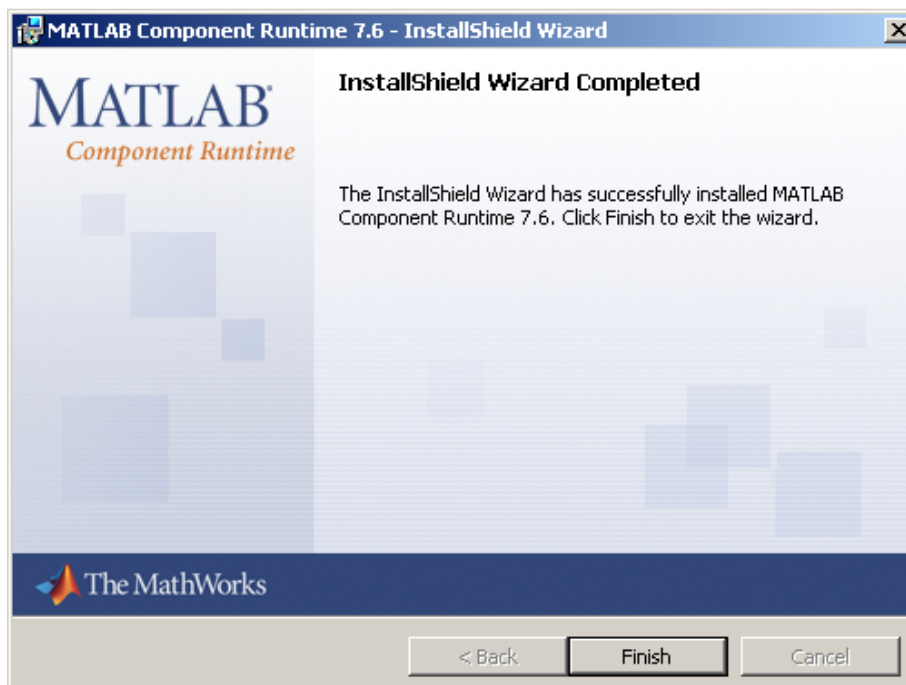 MATLAB Component Runtime 7.6 - InstallShield Wizard
MATLAB®
Component Runtime
InstallShield Wizard Completed
The InstallShield Wizard has successfully installed MATLAB
Component Runtime 7.6. Click Finish to exit the wizard.
The MathWorks
< Back
Finish
Cancel